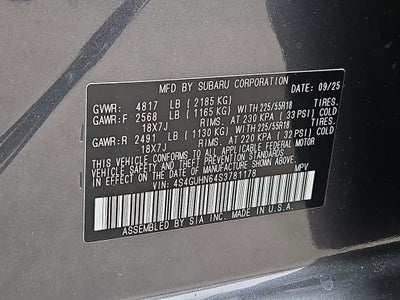 MFD BY SUBARU CORPORATION DATE: 09/25
GVWR: 4817 LB ( 2185 KG)
GAWR:F 2568 LB ( 1165 KG) WITH 225/55R18 TIRES.
18X7J RIMS. AT 230 KPA ( 33 PSI) COLD
GAWR:R 2491 LB ( 1130 KG) WITH 225/55R18 TIRES.
18X7J RIMS. AT 220 KPA ( 32 PSI) COLD
THIS VEHICLE CONFORMS TO ALL APPLICABLE FEDERAL MOTOR
VEHICLE SAFETY STANDARDS IN EFFECT ON THE DATE OF
MANUFACTURE SHOWN ABOVE.
VIN: 4S4GUHN64S3781178 MPV
ASSEMBLED BY SIA INC. MADE IN U.S.A.